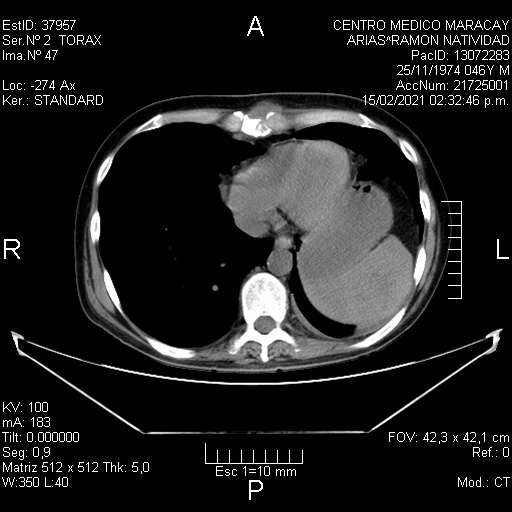 EstID: 37957
Ser.Nº 2 TORAX
Ima.Nº 47
Loc: -274 Ax
Ker.: STANDARD
A
CENTRO MEDICO MARACAY
ARIAS^RAMON NATIVIDAD
PacID: 13072283
25/11/1974 046Y M
AccNum: 21725001
15/02/2021 02:32:46 p.m.
R
L
KV: 100
mA: 183
Tilt: 0.000000
Seg: 0,9
Matriz 512 x 512 Thk: 5,0
W:350 L:40
Esc 1=10 mm
P
FOV: 42,3 x 42,1 cm
Ref.: 0
Mod.: CT